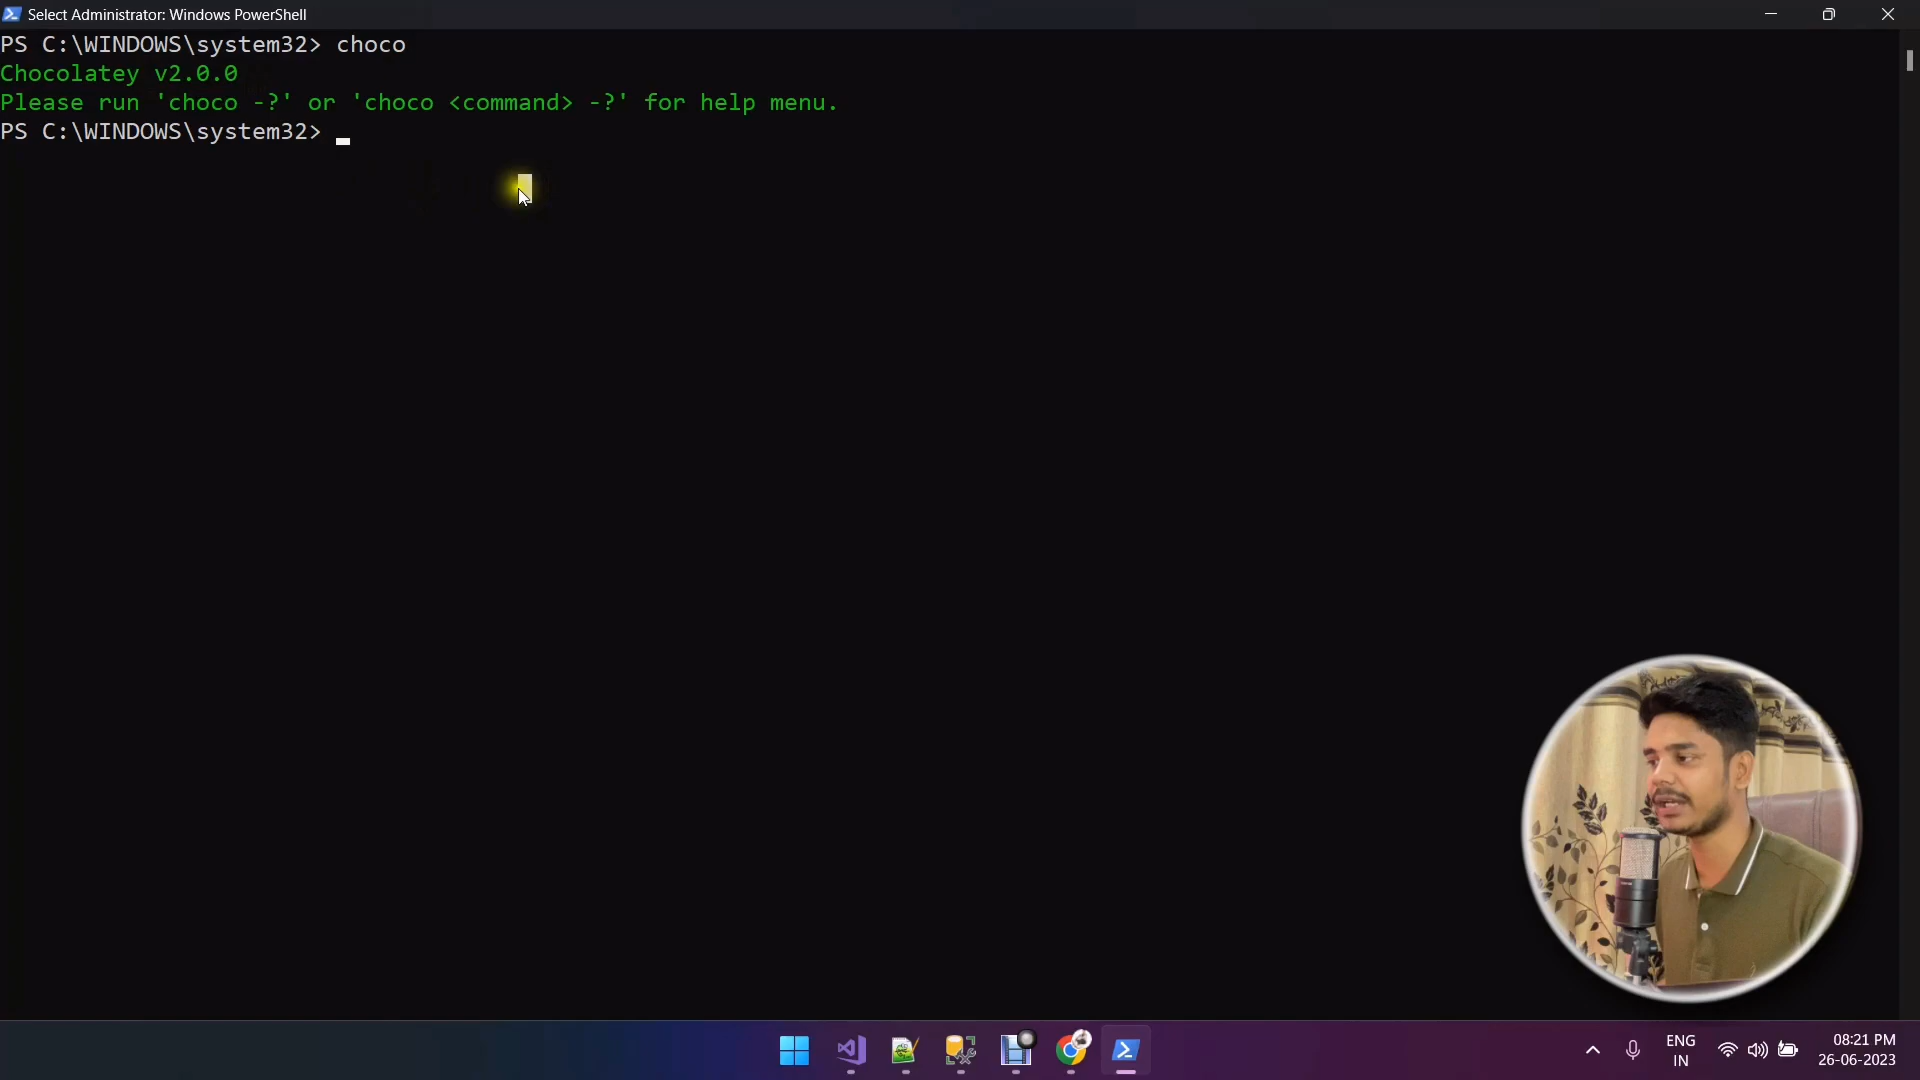 Select Administrator: Windows PowerShell
PS C:\WINDOWS\system32> choco
Chocolatey v2.0.0
Please run 'choco -?' or 'choco <command> -?' for help menu.
PS C:\WINDOWS\system32>
ENG
IN
08:21 PM
26-06-2023